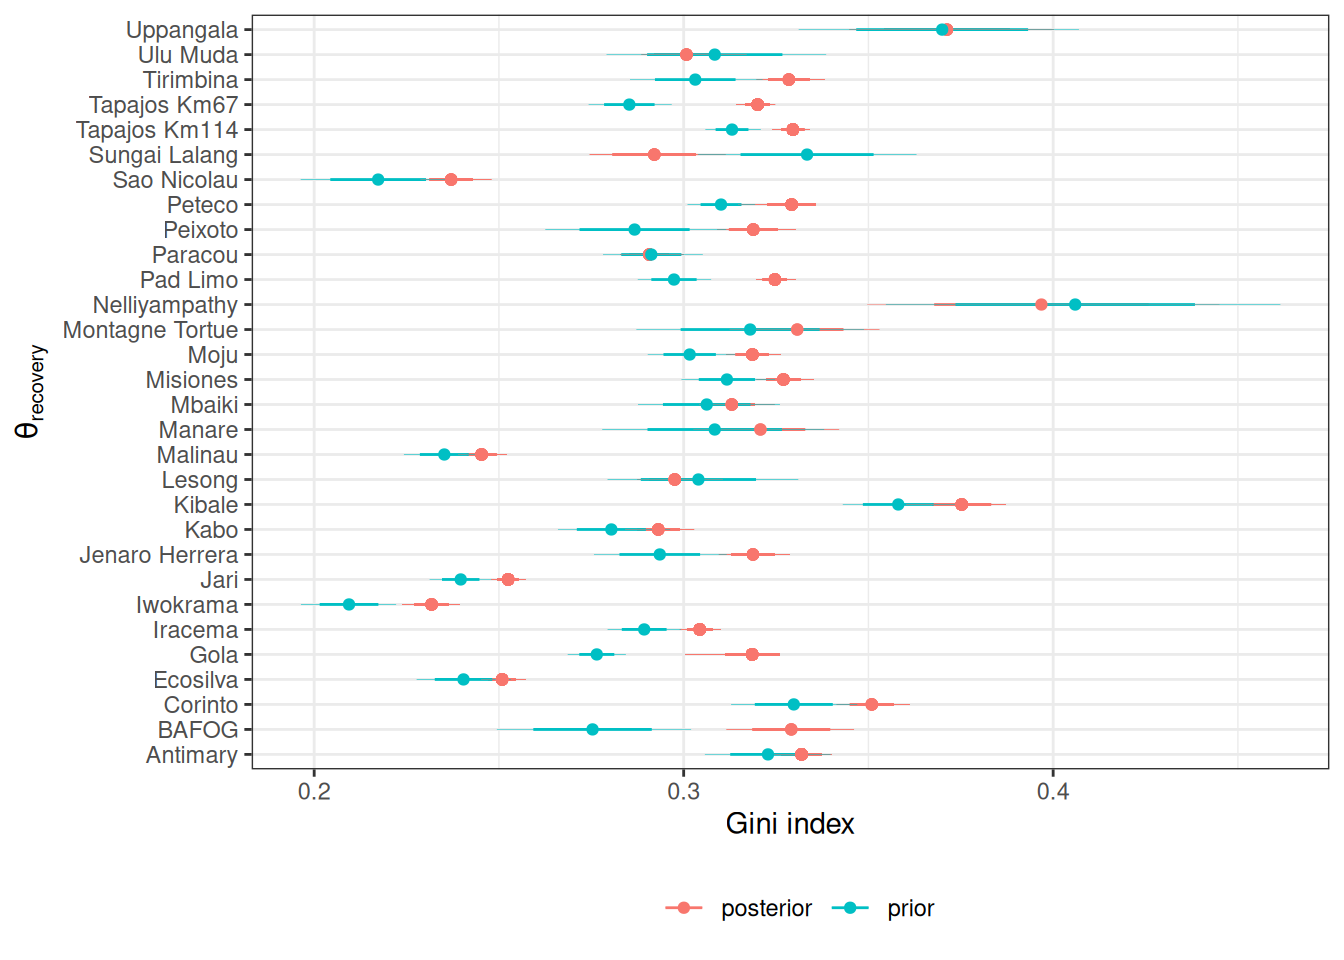 Uppangala
Ulu Muda
Tirimbina
Tapajos Km67
Tapajos Km114
Sungai Lalang
Sao Nicolau
Peteco
Peixoto
Paracou
Pad Limo
Nelliyampathy
Montagne Tortue
Moju
Misiones
Mbaiki
Manare
Malinau
Lesong
Kibale
Kabo
Jenaro Herrera
Jari
Iwokrama
Iracema
Gola
Ecosilva
Corinto
BAFOG
Antimary
θrecovery
0.2 0.3 0.4
Gini index
posterior prior